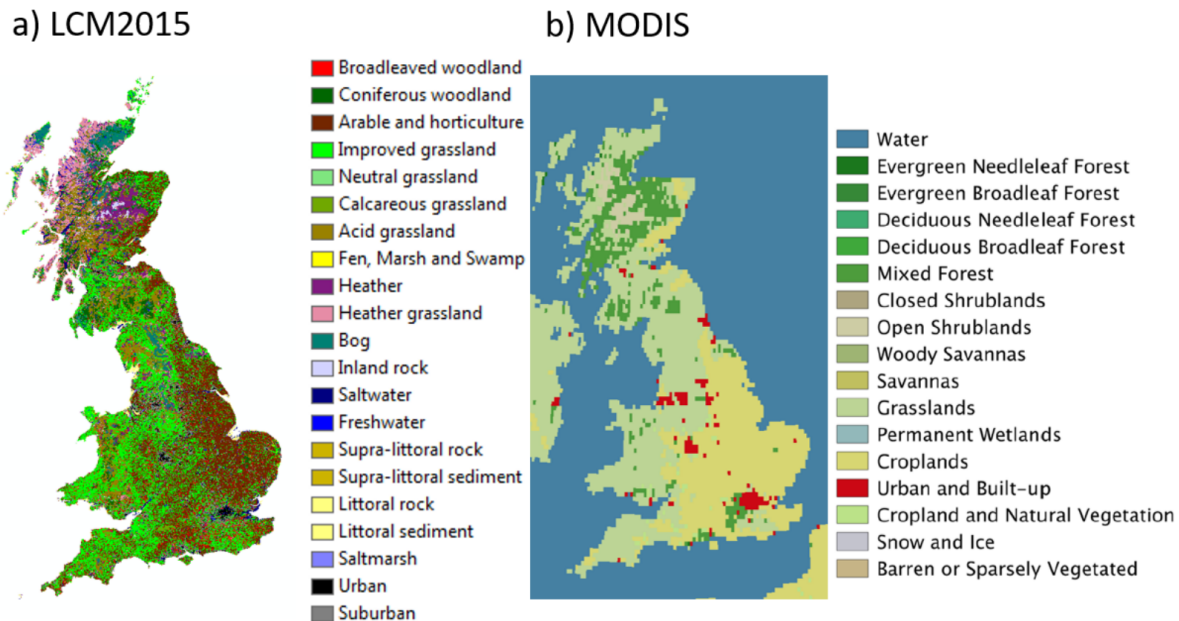 a) LCM2015
Broadleaved woodland
Coniferous woodland
Arable and horticulture
Improved grassland
Neutral grassland
Calcareous grassland
Acid grassland
Fen, Marsh and Swamp
Heather
Heather grassland
Bog
Inland rock
Saltwater
Freshwater
Supra-littoral rock
Supra-littoral sediment
Littoral rock
Littoral sediment
Saltmarsh
Urban
Suburban
b) MODIS
Water
Evergreen Needleleaf Forest
Evergreen Broadleaf Forest
Deciduous Needleleaf Forest
Deciduous Broadleaf Forest
Mixed Forest
Closed Shrublands
Open Shrublands
Woody Savannas
Savannas
Grasslands
Permanent Wetlands
Croplands
Urban and Built-up
Cropland and Natural Vegetation
Snow and Ice
Barren or Sparsely Vegetated